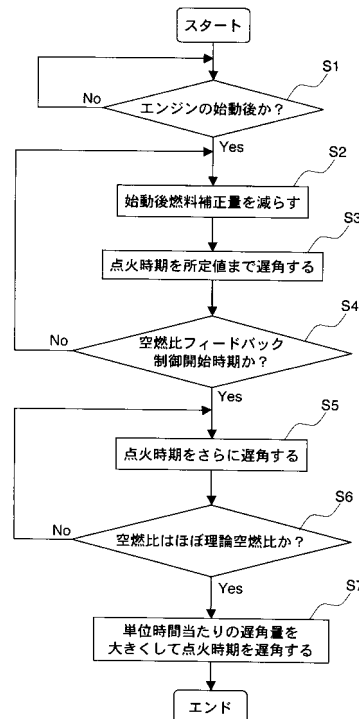 スタート
S1
エンジンの始動後か?
No
Yes
S2
始動後燃料補正量を減らす
S3
点火時期を所定値まで遅角する
S4
空燃比フィードバック
制御開始時期か?
No
Yes
S5
点火時期をさらに遅角する
S6
空燃比はほぼ理論空燃比か?
No
Yes
S7
単位時間当たりの遅角量を
大きくして点火時期を遅角する
エンド